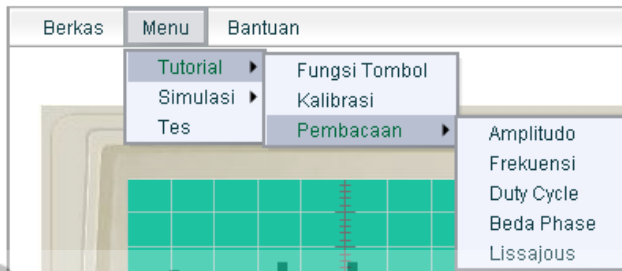 Berkas Menu Bantuan
Tutorial
Simulasi
Tes
Fungsi Tombol
Kalibrasi
Pembacaan
Amplitudo
Frekuensi
Duty Cycle
Beda Phase
Lissajous